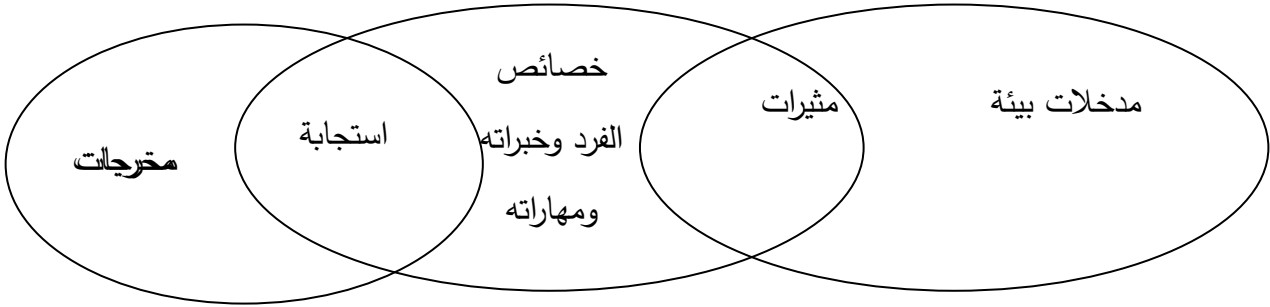 مدخلات بيئة
مثيرات
خصائص
الفرد وخبراته
ومهاراته
استجابة
مخرجات